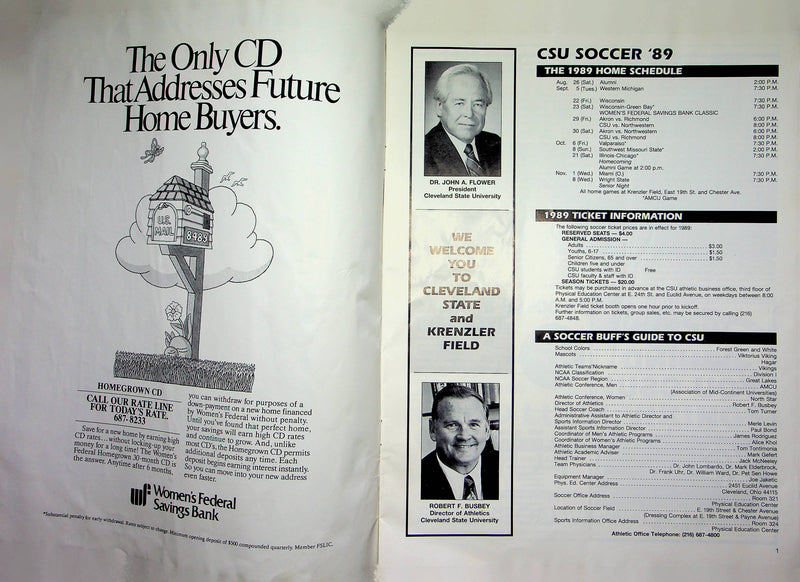 The Only CD
That Addresses Future
Home Buyers.
U.S.
MAIL
8489
HOMEGROWN CD
CALL OUR RATE LINE
FOR TODAY'S RATE.
687-8233
Save for a new home by earning high
CD rates...without locking-up your
money for a long time! The Women's
Federal Homegrown 30-month CD is
the answer. Anytime after 6 months,
you can withdraw for purposes of a
down-payment on a new home financed
by Women's Federal without penalty.
Until you've found that perfect home,
your savings will earn high CD rates
and continue to grow. And, unlike
most CD's, the Homegrown CD permits
additional deposits any time. Each
deposit begins earning interest instantly.
So you can move into your new address
even faster.
Women's Federal
Savings Bank
*Substantial penalty for early withdrawal. Rates subject to change. Minimum opening deposit of $500 compounded quarterly. Member FSLIC.
DR. JOHN A. FLOWER
President
Cleveland State University
WE
WELCOME
YOU
TO
CLEVELAND
STATE
and
KRENZLER
FIELD
ROBERT F. BUSBEY
Director of Athletics
Cleveland State University
CSU SOCCER '89
THE 1989 HOME SCHEDULE
Aug. 26 (Sat.) Alumni 2:00 P.M.
Sept. 5 (Tues.) Western Michigan 7:30 P.M.
22 (Fri.) Wisconsin 7:30 P.M.
23 (Sat.) Wisconsin-Green Bay* 7:30 P.M.
WOMEN'S FEDERAL SAVINGS BANK CLASSIC
29 (Fri.) Akron vs. Richmond 6:00 P.M.
CSU vs. Northwestern 8:00 P.M.
30 (Sat.) Akron vs. Northwestern 6:00 P.M.
CSU vs. Richmond 8:00 P.M.
Oct. 6 (Fri.) Valparaiso* 7:30 P.M.
8 (Sun.) Southwest Missouri State* 2:00 P.M.
21 (Sat.) Illinois-Chicago* 7:30 P.M.
Homecoming
Alumni Game at 2:00 p.m.
Nov. 1 (Wed.) Miami (O.) 7:30 P.M.
8 (Wed.) Wright State 7:30 P.M.
Senior Night
All home games at Krenzler Field, East 19th St. and Chester Ave.
*AMCU Game
1989 TICKET INFORMATION
The following soccer ticket prices are in effect for 1989:
RESERVED SEATS — $4.00
GENERAL ADMISSION —
Adults $3.00
Youths, 6-17 $1.50
Senior Citizens, 65 and over $1.50
Children five and under
CSU students with ID Free
CSU faculty & staff with ID
SEASON TICKETS — $20.00
Tickets may be purchased in advance at the CSU athletic business office, third floor of
Physical Education Center at E. 24th St. and Euclid Avenue, on weekdays between 8:00
A.M. and 5:00 P.M.
Krenzler Field ticket booth opens one hour prior to kickoff.
Further information on tickets, group sales, etc. may be secured by calling (216)
687-4848.
A SOCCER BUFF'S GUIDE TO CSU
School Colors Forest Green and White
Mascots Viktorius Viking
Hagar
Athletic Teams' Nickname Vikings
NCAA Classification Division I
NCAA Soccer Region Great Lakes
Athletic Conference, Men AMCU
(Association of Mid-Continent Universities)
Athletic Conference, Women North Star
Director of Athletics Robert F. Busbey
Head Soccer Coach Tom Turner
Administrative Assistant to Athletic Director and
Sports Information Director Merle Levin
Assistant Sports Information Director Paul Bond
Coordinator of Men's Athletic Programs James Rodriguez
Coordinator of Women's Athletic Programs Alice Khol
Athletic Business Manager Tom Tontimonia
Athletic Academic Adviser Mark Gefert
Head Trainer Jack McNeeley
Team Physicians Dr. John Lombardo, Dr. Mark Elderbrock,
Dr. Frank Uhr, Dr. William Ward, Dr. Pet Sen Howe
Equipment Manager Joe Jaketic
Phys. Ed. Center Address 2451 Euclid Avenue
Cleveland, Ohio 44115
Soccer Office Address Room 321
Physical Education Center
Location of Soccer Field E. 19th Street & Chester Avenue
(Dressing Complex at E. 19th Street & Payne Avenue)
Sports Information Office Address Room 324
Physical Education Center
Athletic Office Telephone: (216) 687-4800
1